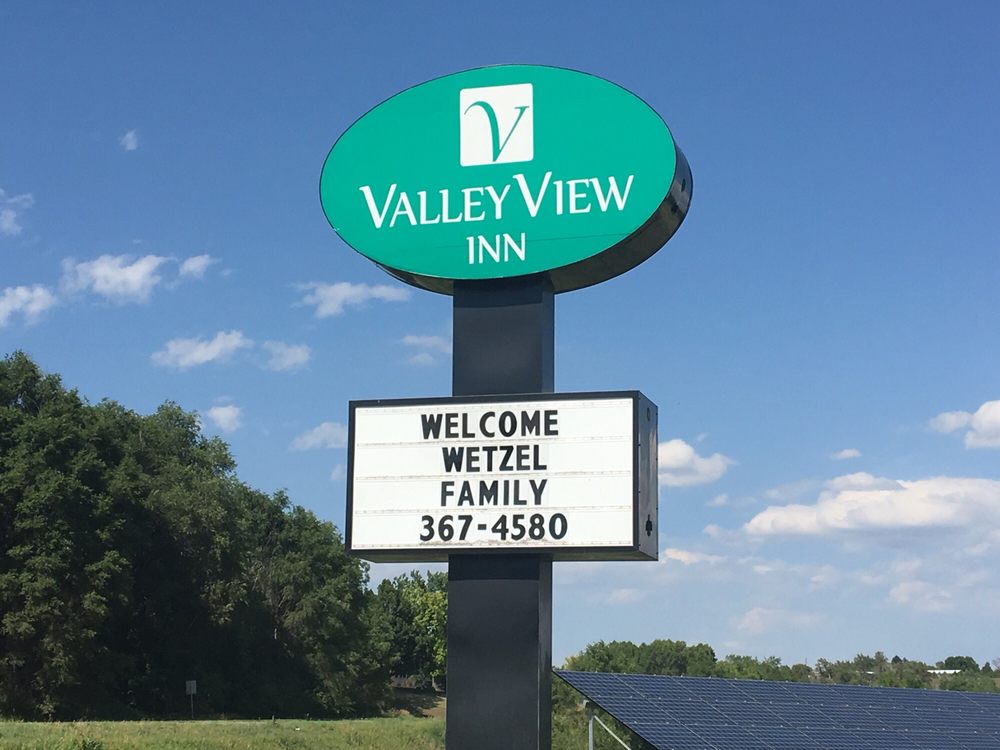 V
VALLEY VIEW
INN
WELCOME
WETZEL
FAMILY
367-4580